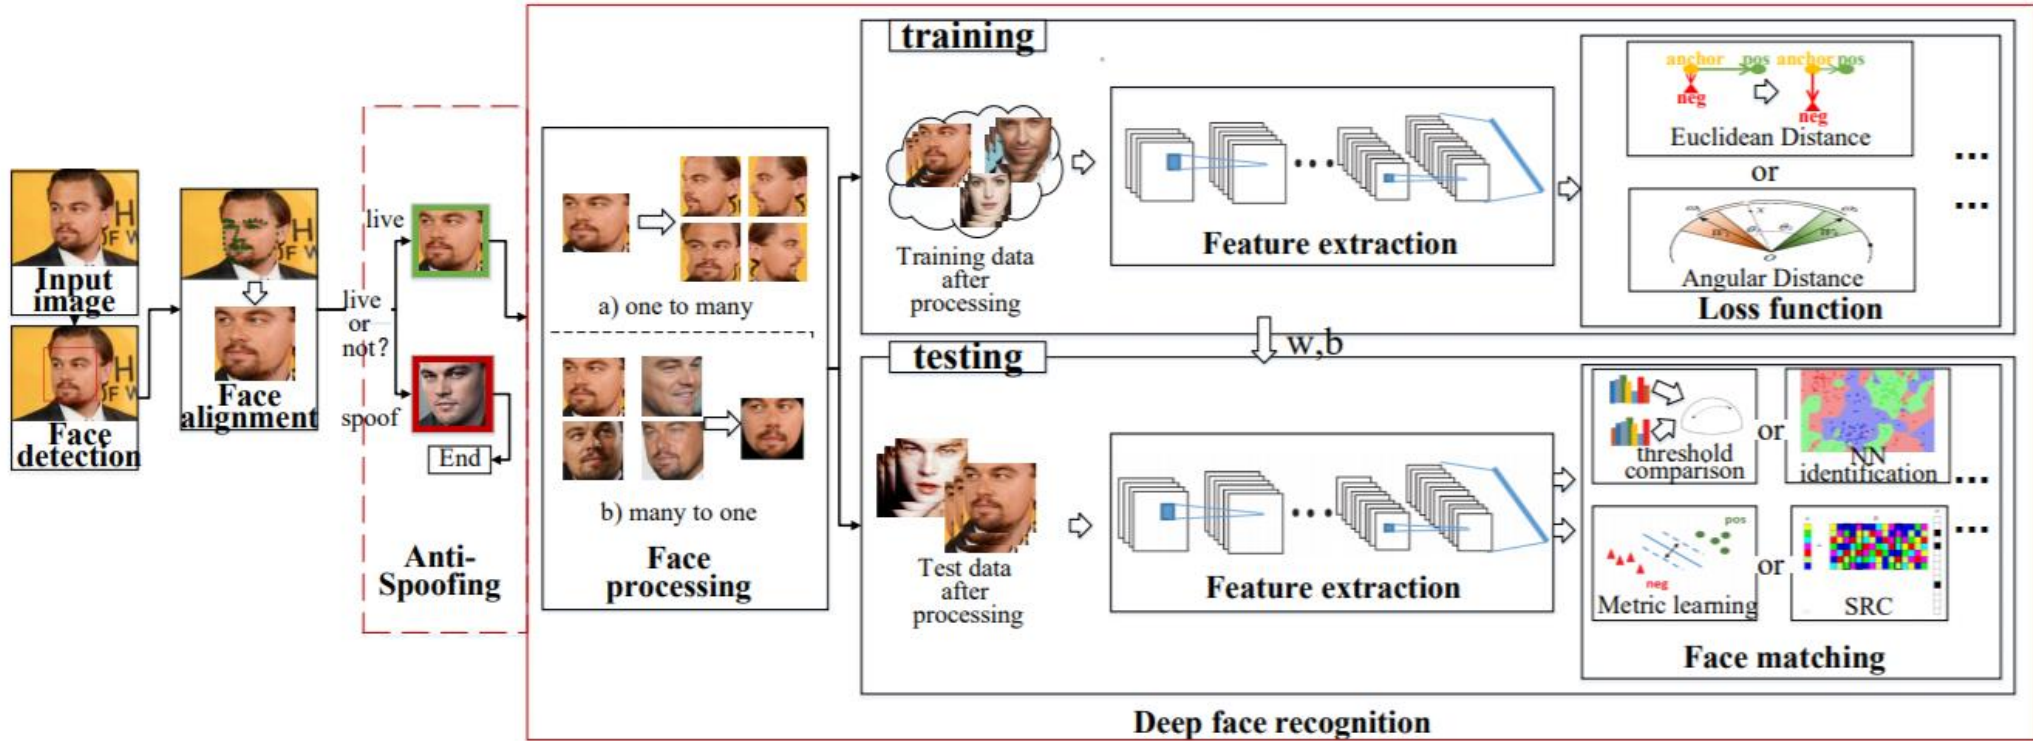 Input
image
Face
detection
Face
alignment
live
live
or
not?
spoof
End
Anti-
Spoofing
a) one to many
b) many to one
Face
processing
training
Training data
after
processing
Feature extraction
anchor pos anchor pos
neg
neg
Euclidean Distance
or
Angular Distance
Loss function
w,b
testing
Test data
after
processing
Feature extraction
threshold
comparison
or
NN
identification
pos
neg
Metric learning
or
SRC
Face matching
Deep face recognition